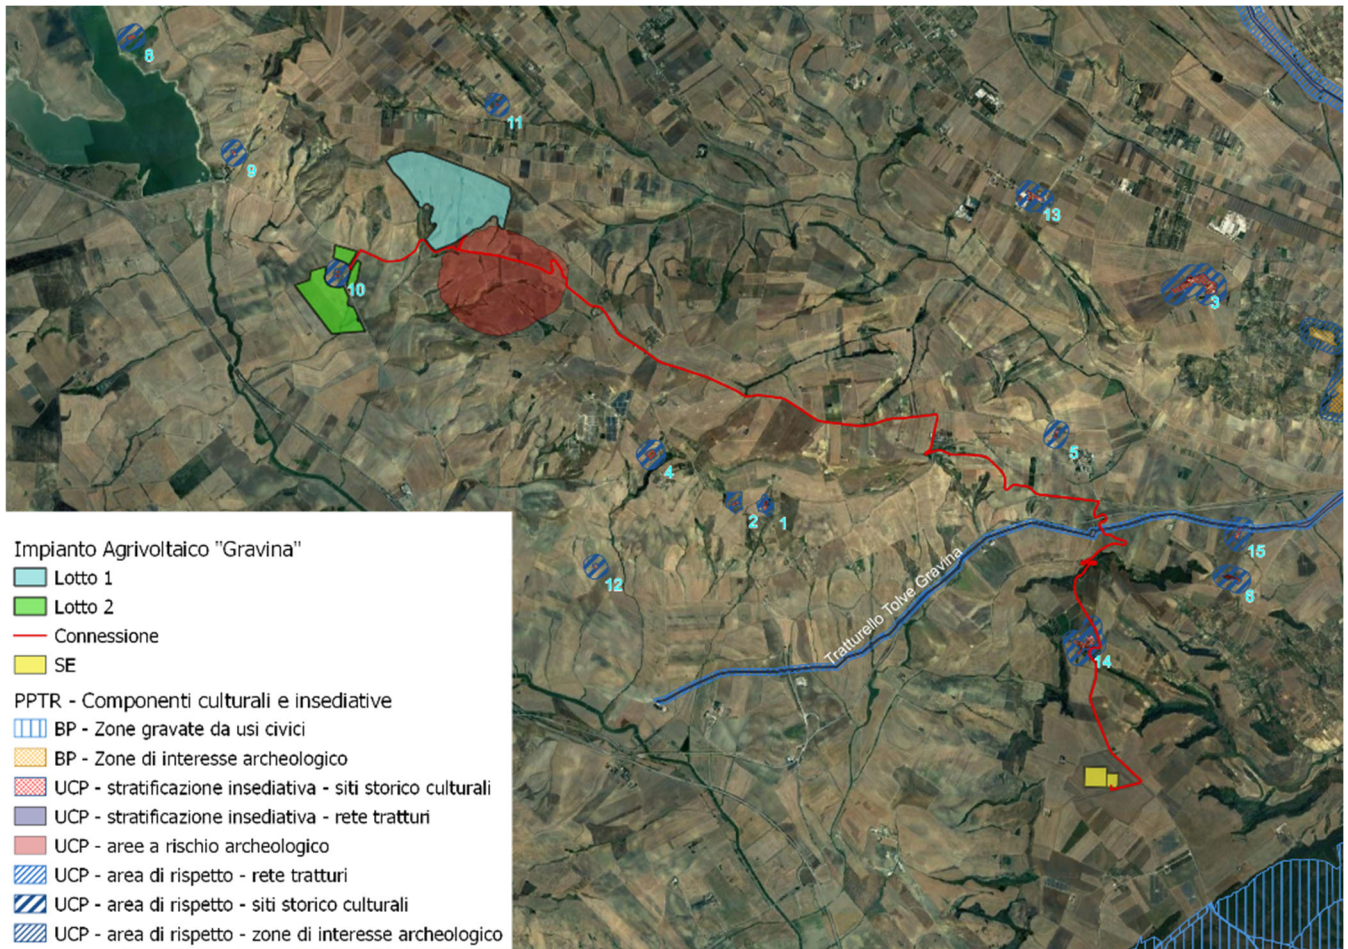 8
11
9
13
10
3
5
4
2
1
15
12
6
Tratturello Tolve Gravina
14
Impianto Agrivoltaico "Gravina"
Lotto 1
Lotto 2
Connessione
SE
PPTR - Componenti culturali e insediative
BP - Zone gravate da usi civici
BP - Zone di interesse archeologico
UCP - stratificazione insediativa - siti storico culturali
UCP - stratificazione insediativa - rete tratturi
UCP - aree a rischio archeologico
UCP - area di rispetto - rete tratturi
UCP - area di rispetto - siti storico culturali
UCP - area di rispetto - zone di interesse archeologico